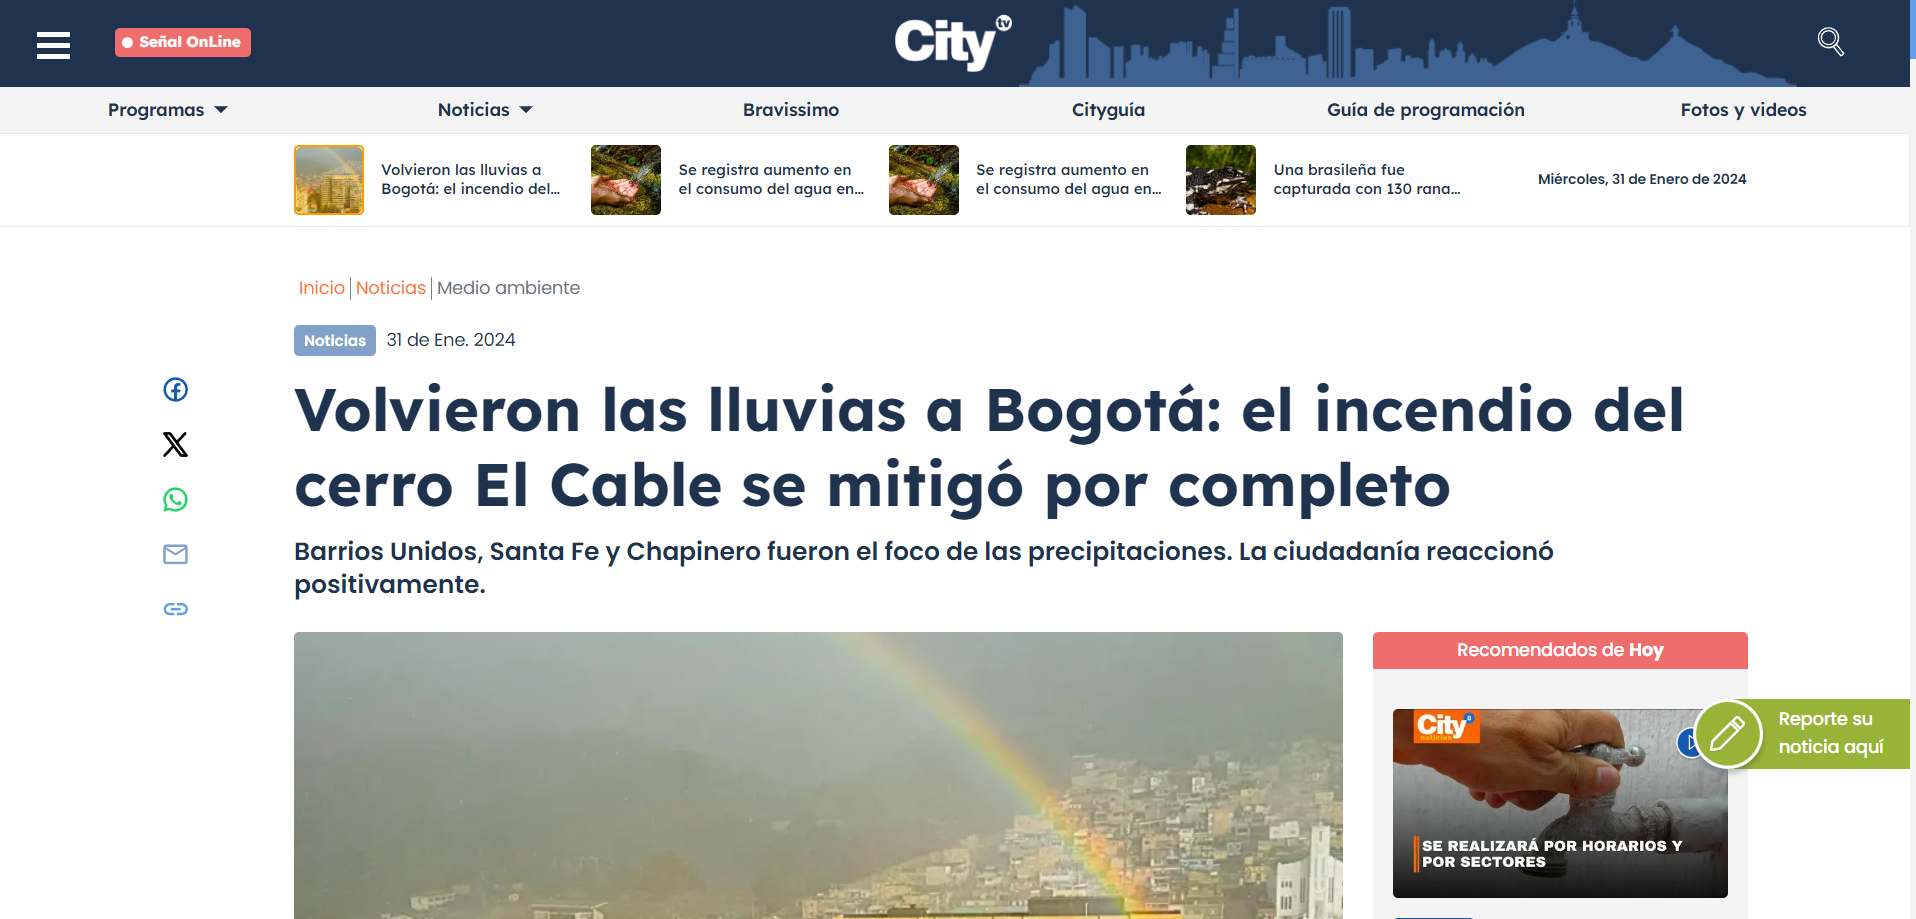 Señal OnLine
City tv
Programas
Noticias
Bravissimo
Cityguía
Guía de programación
Fotos y videos
Volvieron las lluvias a
Bogotá: el incendio del...
Se registra aumento en
el consumo del agua en...
Se registra aumento en
el consumo del agua en...
Una brasileña fue
capturada con 130 rana...
Miércoles, 31 de Enero de 2024
Inicio | Noticias | Medio ambiente
Noticias 31 de Ene. 2024
Volvieron las lluvias a Bogotá: el incendio del
cerro El Cable se mitigó por completo
Barrios Unidos, Santa Fe y Chapinero fueron el foco de las precipitaciones. La ciudadanía reaccionó
positivamente.
Recomendados de Hoy
City
noticias
SE REALIZARÁ POR HORARIOS Y
POR SECTORES
Reporte su
noticia aquí